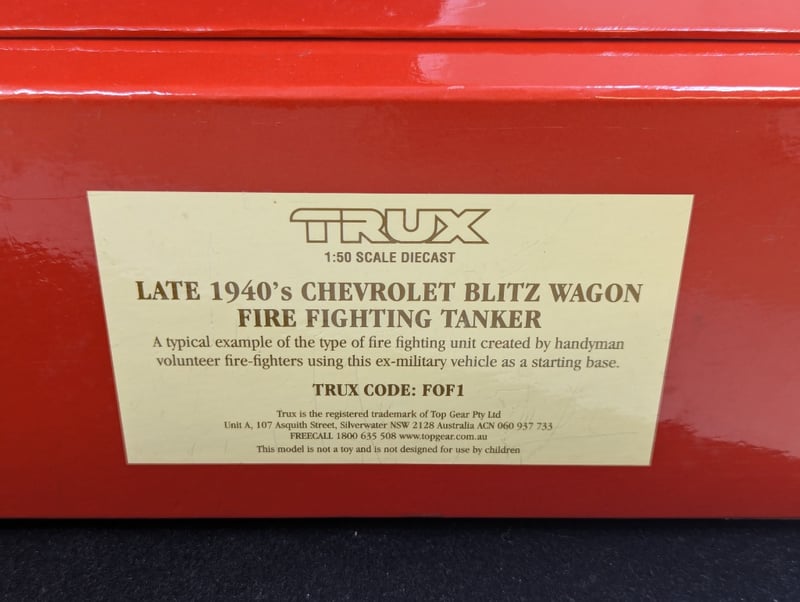 TRUX
1:50 SCALE DIECAST
LATE 1940's CHEVROLET BLITZ WAGON
FIRE FIGHTING TANKER
A typical example of the type of fire fighting unit created by handyman
volunteer fire-fighters using this ex-military vehicle as a starting base.
TRUX CODE: FOF1
Trux is the registered trademark of Top Gear Pty Ltd
Unit A, 107 Asquith Street, Silverwater NSW 2128 Australia ACN 060 937 733
FREECALL 1800 635 508 www.topgear.com.au
This model is not a toy and is not designed for use by children